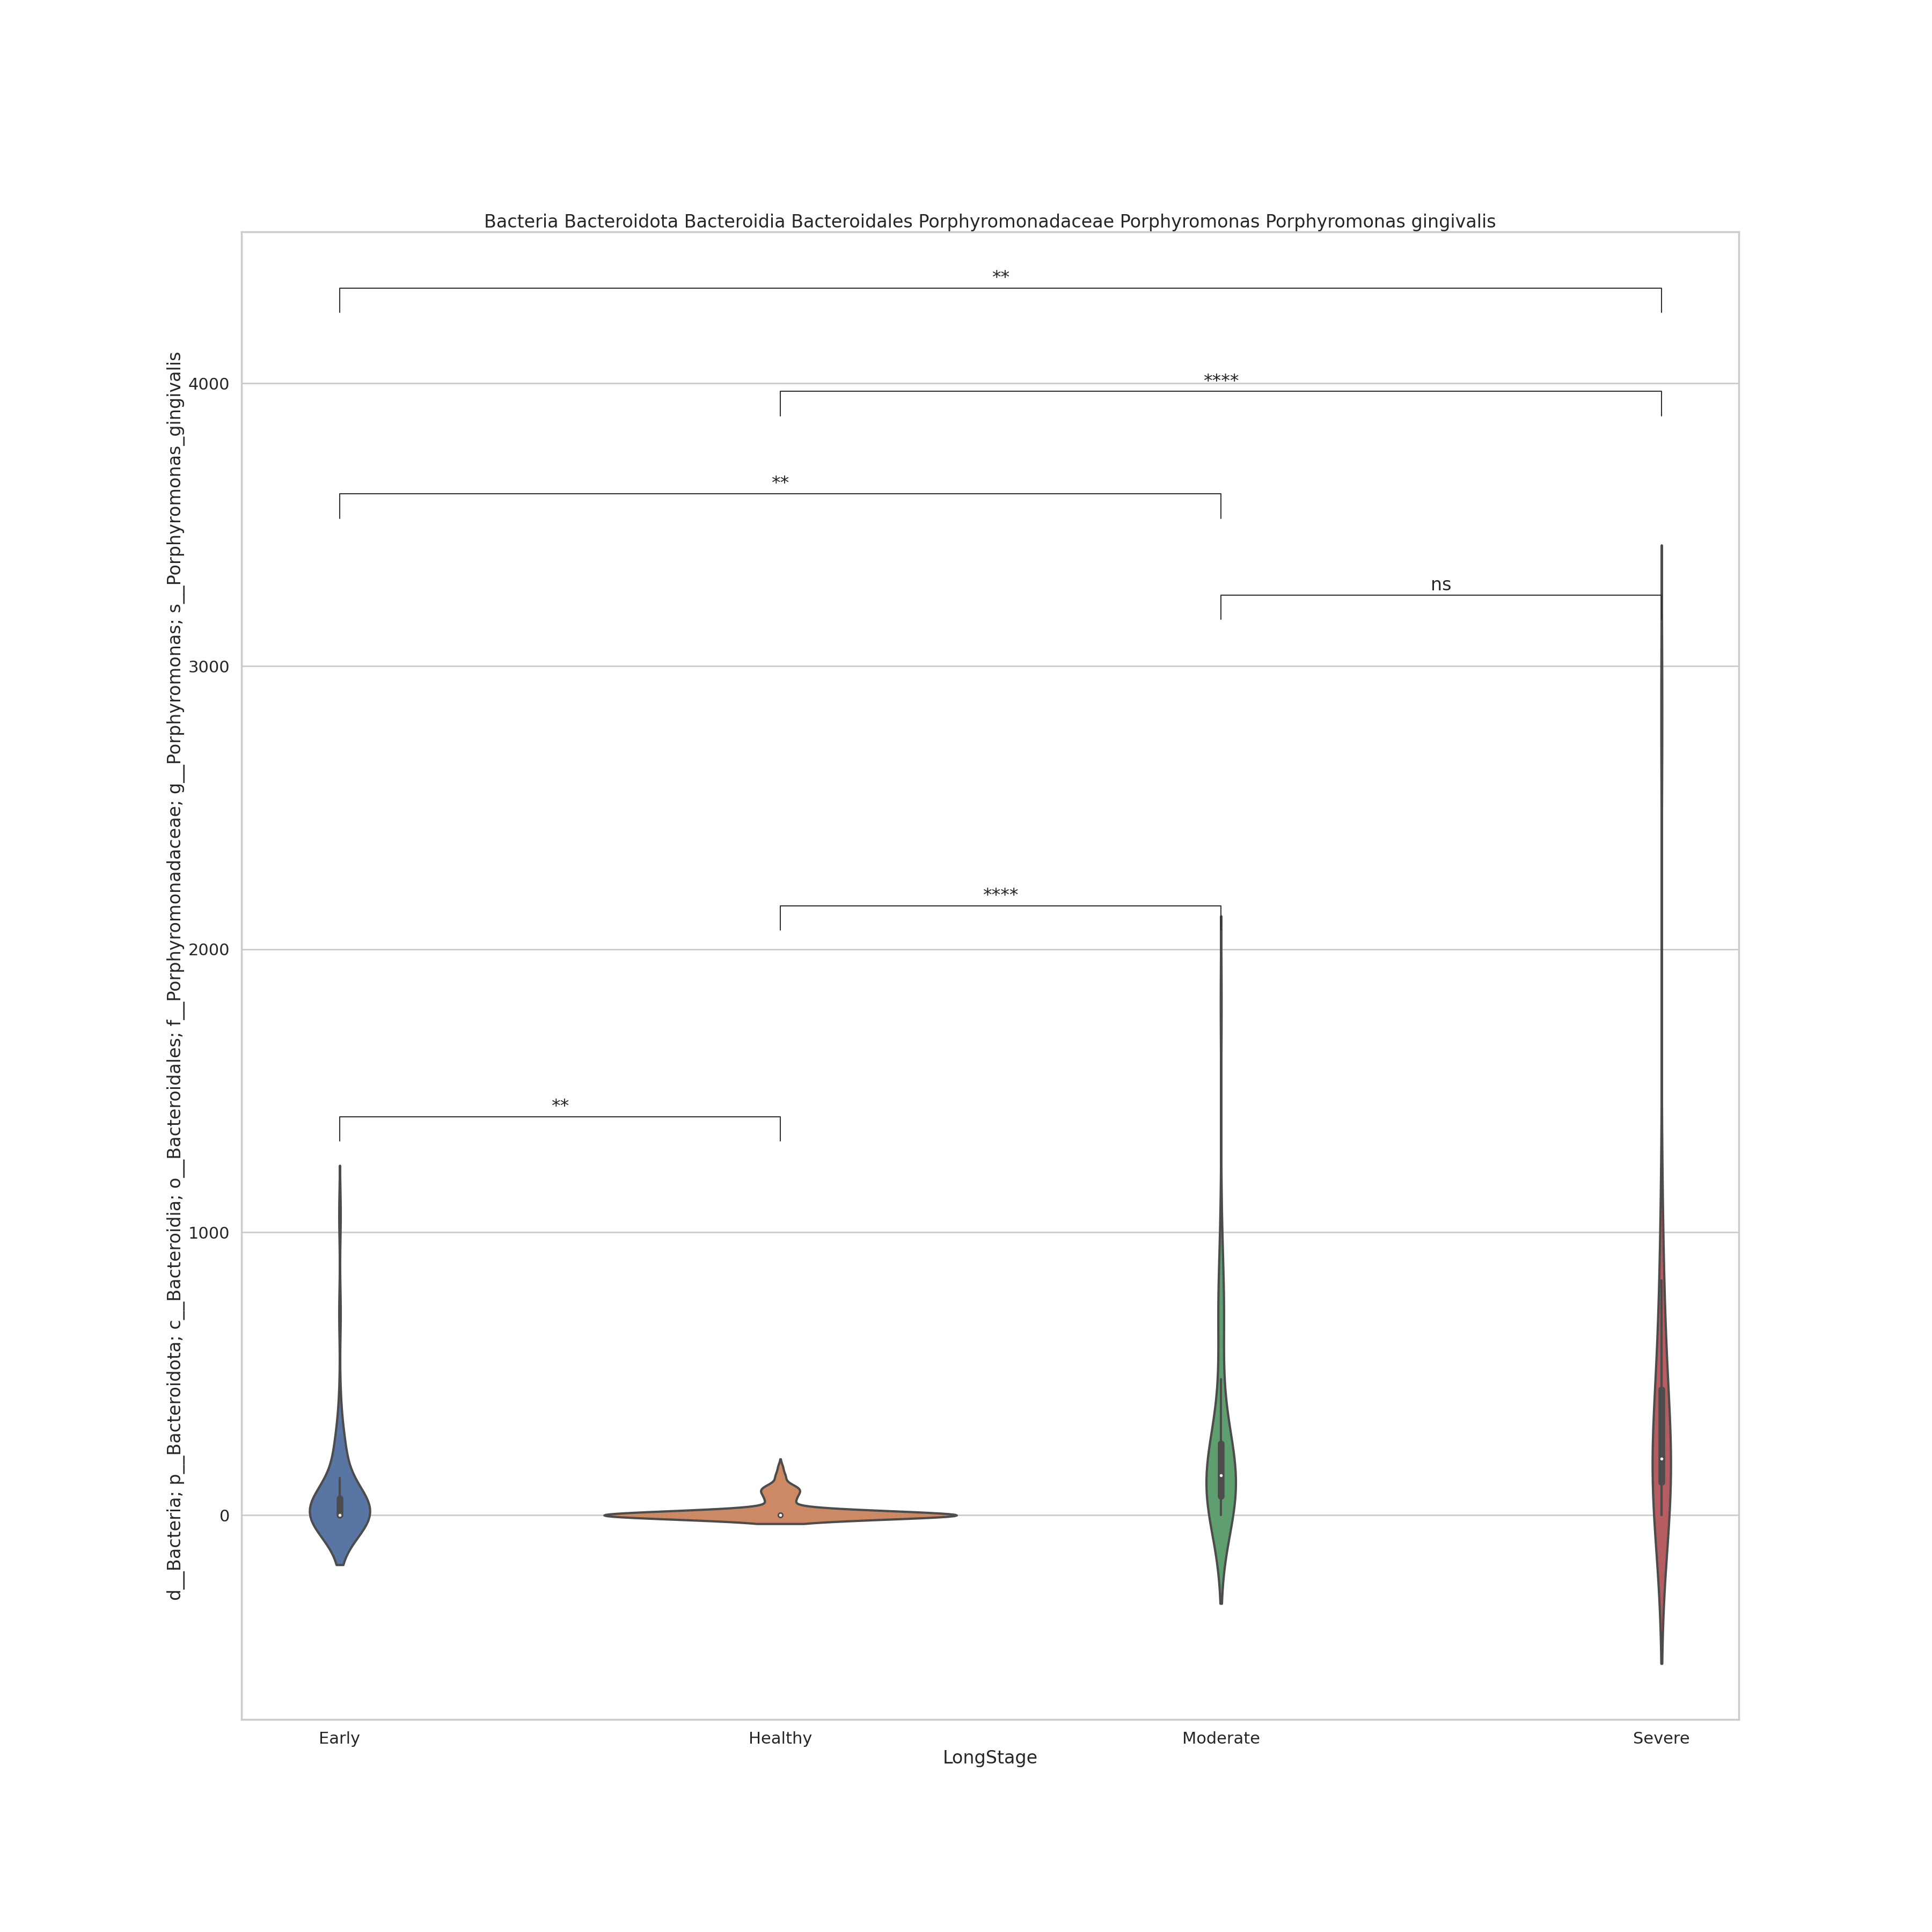 Bacteria Bacteroidota Bacteroidia Bacteroidales Porphyromonadaceae Porphyromonas Porphyromonas gingivalis
**
****
**
ns
****
**
d__Bacteria; p__Bacteroidota; c__Bacteroidia; o__Bacteroidales; f__Porphyromonadaceae; g__Porphyromonas; s__Porphyromonas_gingivalis
4000
3000
2000
1000
0
Early Healthy Moderate Severe
LongStage